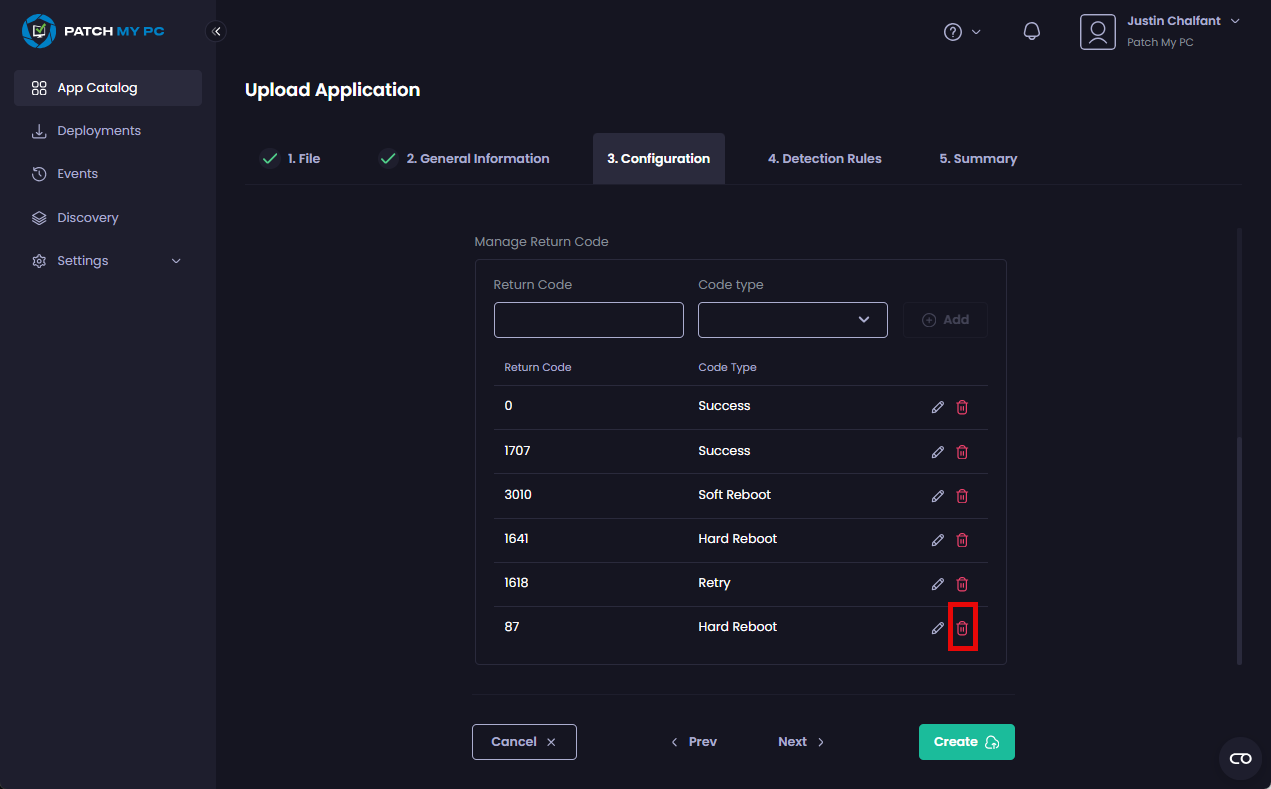 PATCH MY PC
Justin Chalfant
Patch My PC
App Catalog
Deployments
Events
Discovery
Settings
Upload Application
1. File
2. General Information
3. Configuration
4. Detection Rules
5. Summary
Manage Return Code
Return Code Code type
Add
Return Code Code Type
0 Success
1707 Success
3010 Soft Reboot
1641 Hard Reboot
1618 Retry
87 Hard Reboot
Cancel Prev Next Create